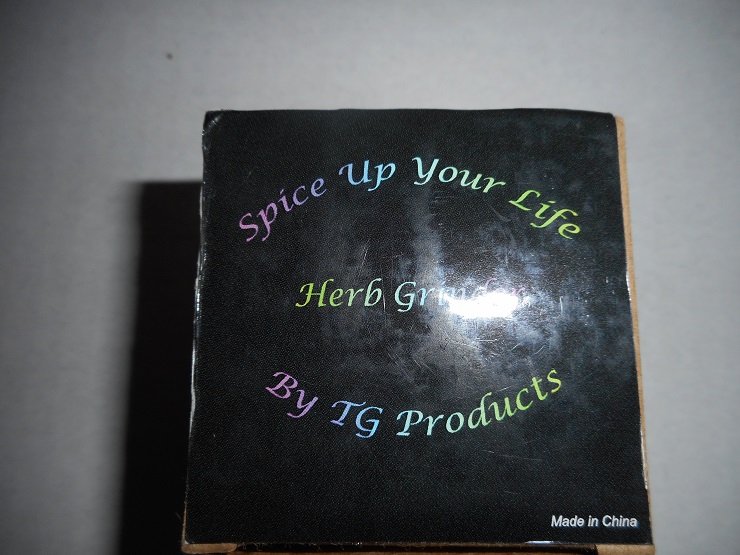 Spice Up Your Life
Herb
By TG Products
Made in China